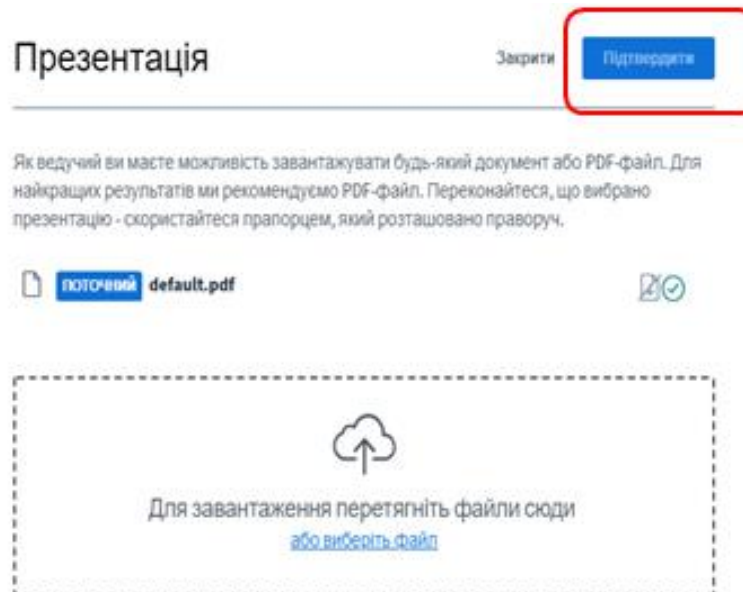 Презентація
Закрити
Підтвердити
Як ведучий ви маєте можливість завантажувати будь-який документ або PDF-файл. Для
найкращих результатів ми рекомендуємо PDF-файл. Переконайтеся, що вибрано
презентацію - скористайтеся прапорцем, який розташовано праворуч.
поточний default.pdf
Для завантаження перетягніть файли сюди
або виберіть файл